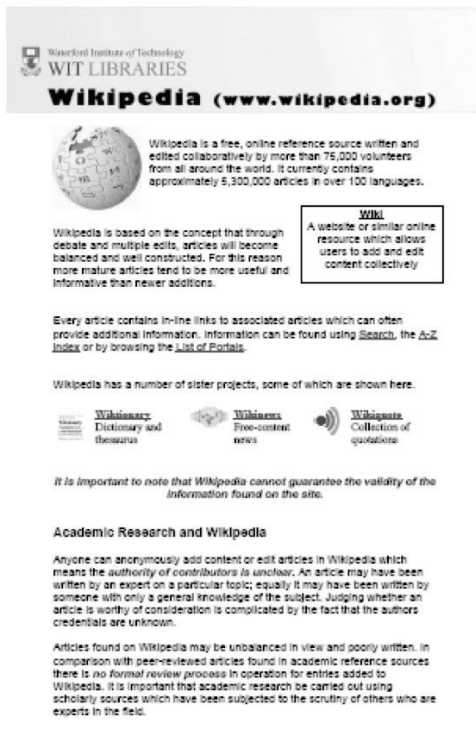 Waterford Institute of Technology
WIT LIBRARIES
Wikipedia (www.wikipedia.org)
Wikipedia is a free, online reference source written and
edited collaboratively by more than 75,000 volunteers
from all around the world. It currently contains
approximately 5,300,000 articles in over 100 languages.
Wiki
A website or similar online
resource which allows
users to add and edit
content collectively
Wikipedia is based on the concept that through
debate and multiple edits, articles will become
balanced and well constructed. For this reason
more mature articles tend to be more useful and
informative than newer additions.
Every article contains in-line links to associated articles which can often
provide additional information. Information can be found using Search, the A-Z
Index or by browsing the List of Portals.
Wikipedia has a number of sister projects, some of which are shown here.
Wiktionary
Dictionary and
thesaurus
Wikinews
Free-content
news
Wikiquote
Collection of
quotations
It is important to note that Wikipedia cannot guarantee the validity of the
information found on the site.
Academic Research and Wikipedia
Anyone can anonymously add content or edit articles in Wikipedia which
means the authority of contributors is unclear. An article may have been
written by an expert on a particular topic; equally it may have been written by
someone with only a general knowledge of the subject. Judging whether an
article is worthy of consideration is complicated by the fact that the authors
credentials are unknown.
Articles found on Wikipedia may be unbalanced in view and poorly written. In
comparison with peer-reviewed articles found in academic reference sources
there is no formal review process in operation for entries added to
Wikipedia. It is important that academic research be carried out using
scholarly sources which have been subjected to the scrutiny of others who are
experts in the field.